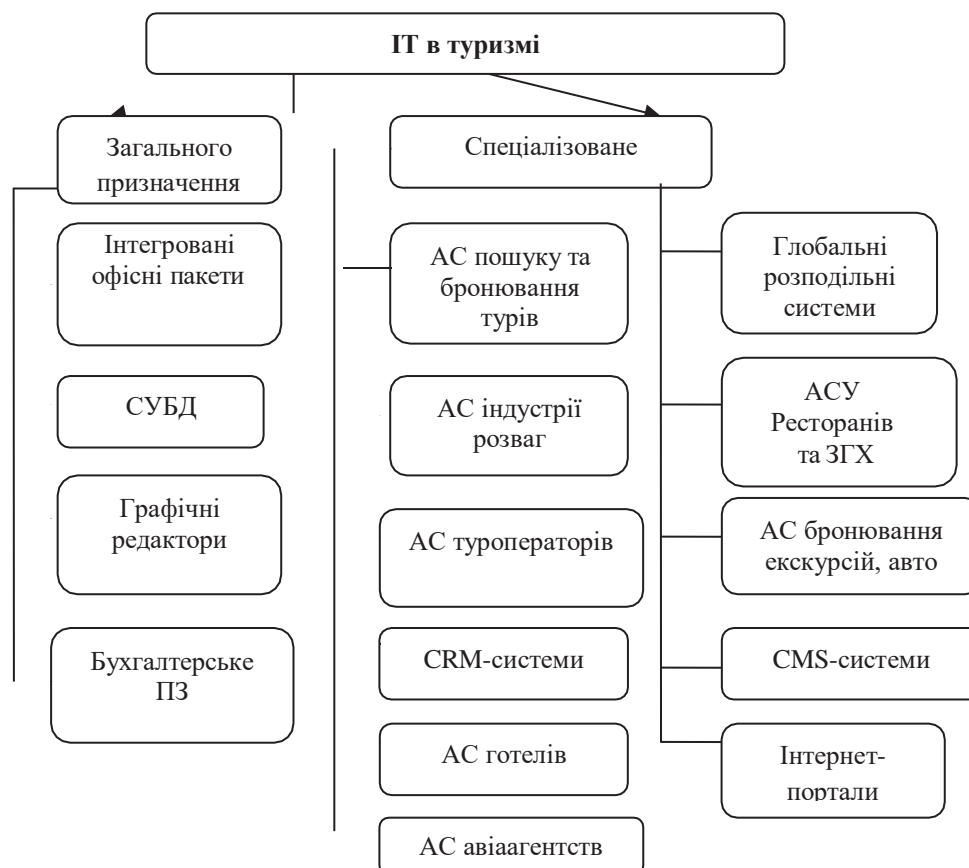 ІТ в туризмі
Загального
призначення
Інтегровані
офісні пакети
СУБД
Графічні
редактори
Бухгалтерське
ПЗ
Спеціалізоване
АС пошуку та
бронювання
турів
АС індустрії
розваг
АС туроператорів
CRM-системи
АС готелів
АС авіаагентств
Глобальні
розподільні
системи
АСУ
Ресторанів
та ЗГХ
АС бронювання
екскурсій, авто
CMS-системи
Інтернет-
портали